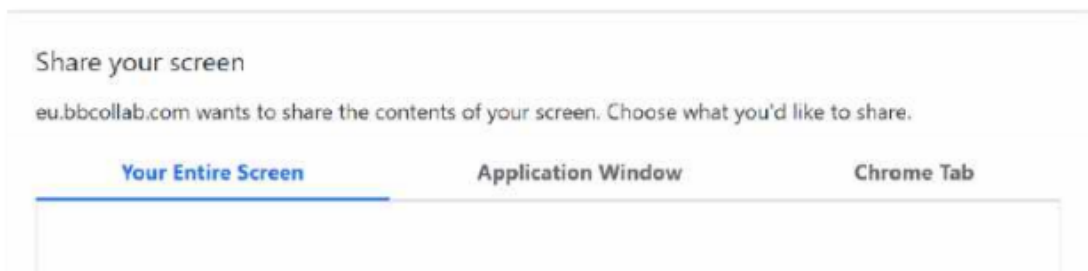 Share your screen
eu.bbcollab.com wants to share the contents of your screen. Choose what you'd like to share.
Your Entire Screen Application Window Chrome Tab